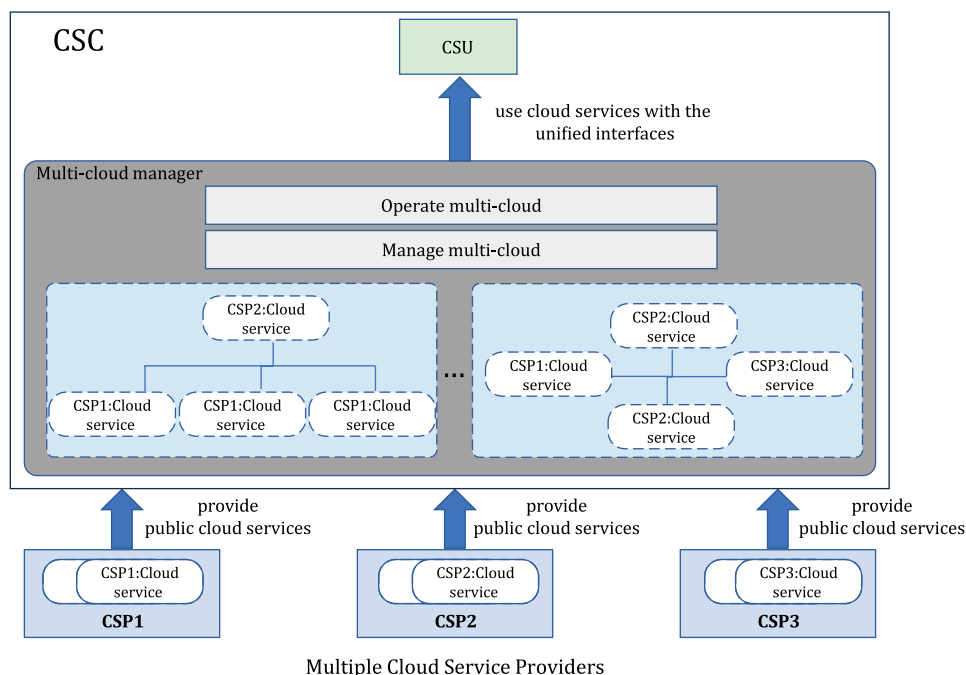 CSC
CSU
use cloud services with the
unified interfaces
Multi-cloud manager
Operate multi-cloud
Manage multi-cloud
CSP2:Cloud
service
CSP1:Cloud
service
CSP1:Cloud
service
CSP1:Cloud
service
...
CSP2:Cloud
service
CSP1:Cloud
service
CSP3:Cloud
service
CSP2:Cloud
service
provide
public cloud services
provide
public cloud services
provide
public cloud services
CSP1:Cloud
service
CSP1
CSP2:Cloud
service
CSP2
CSP3:Cloud
service
CSP3
Multiple Cloud Service Providers